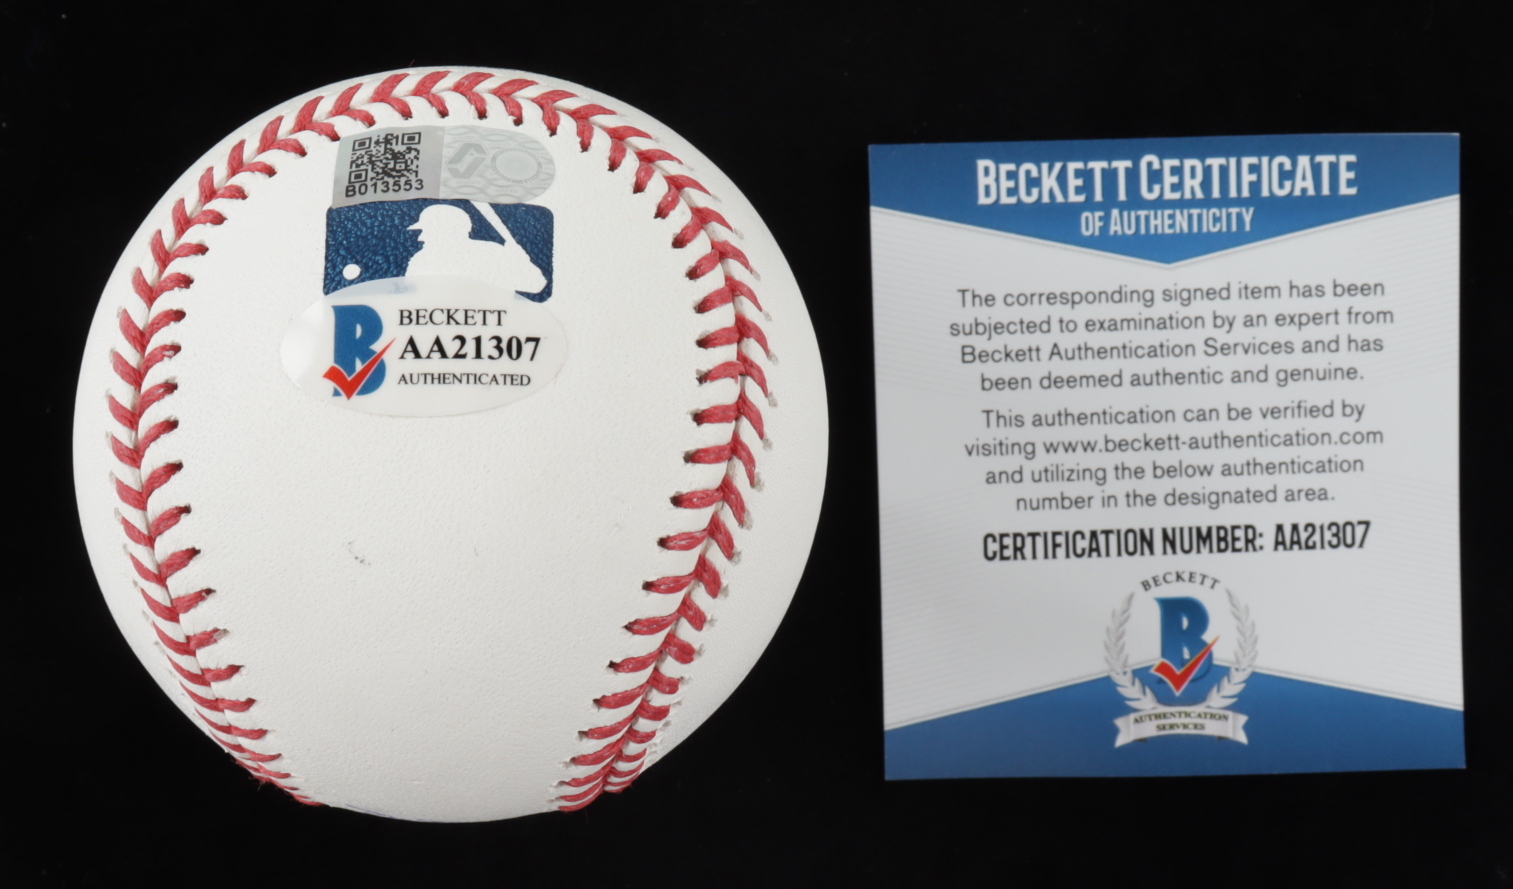 B013553
BECKETT
AA21307
AUTHENTICATED
BECKETT CERTIFICATE
OF AUTHENTICITY
The corresponding signed item has been
subjected to examination by an expert from
Beckett Authentication Services and has
been deemed authentic and genuine.
This authentication can be verified by
visiting www.beckett-authentication.com
and utilizing the below authentication
number in the designated area.
CERTIFICATION NUMBER: AA21307
BECKETT
B
AUTHENTICATION
SERVICES